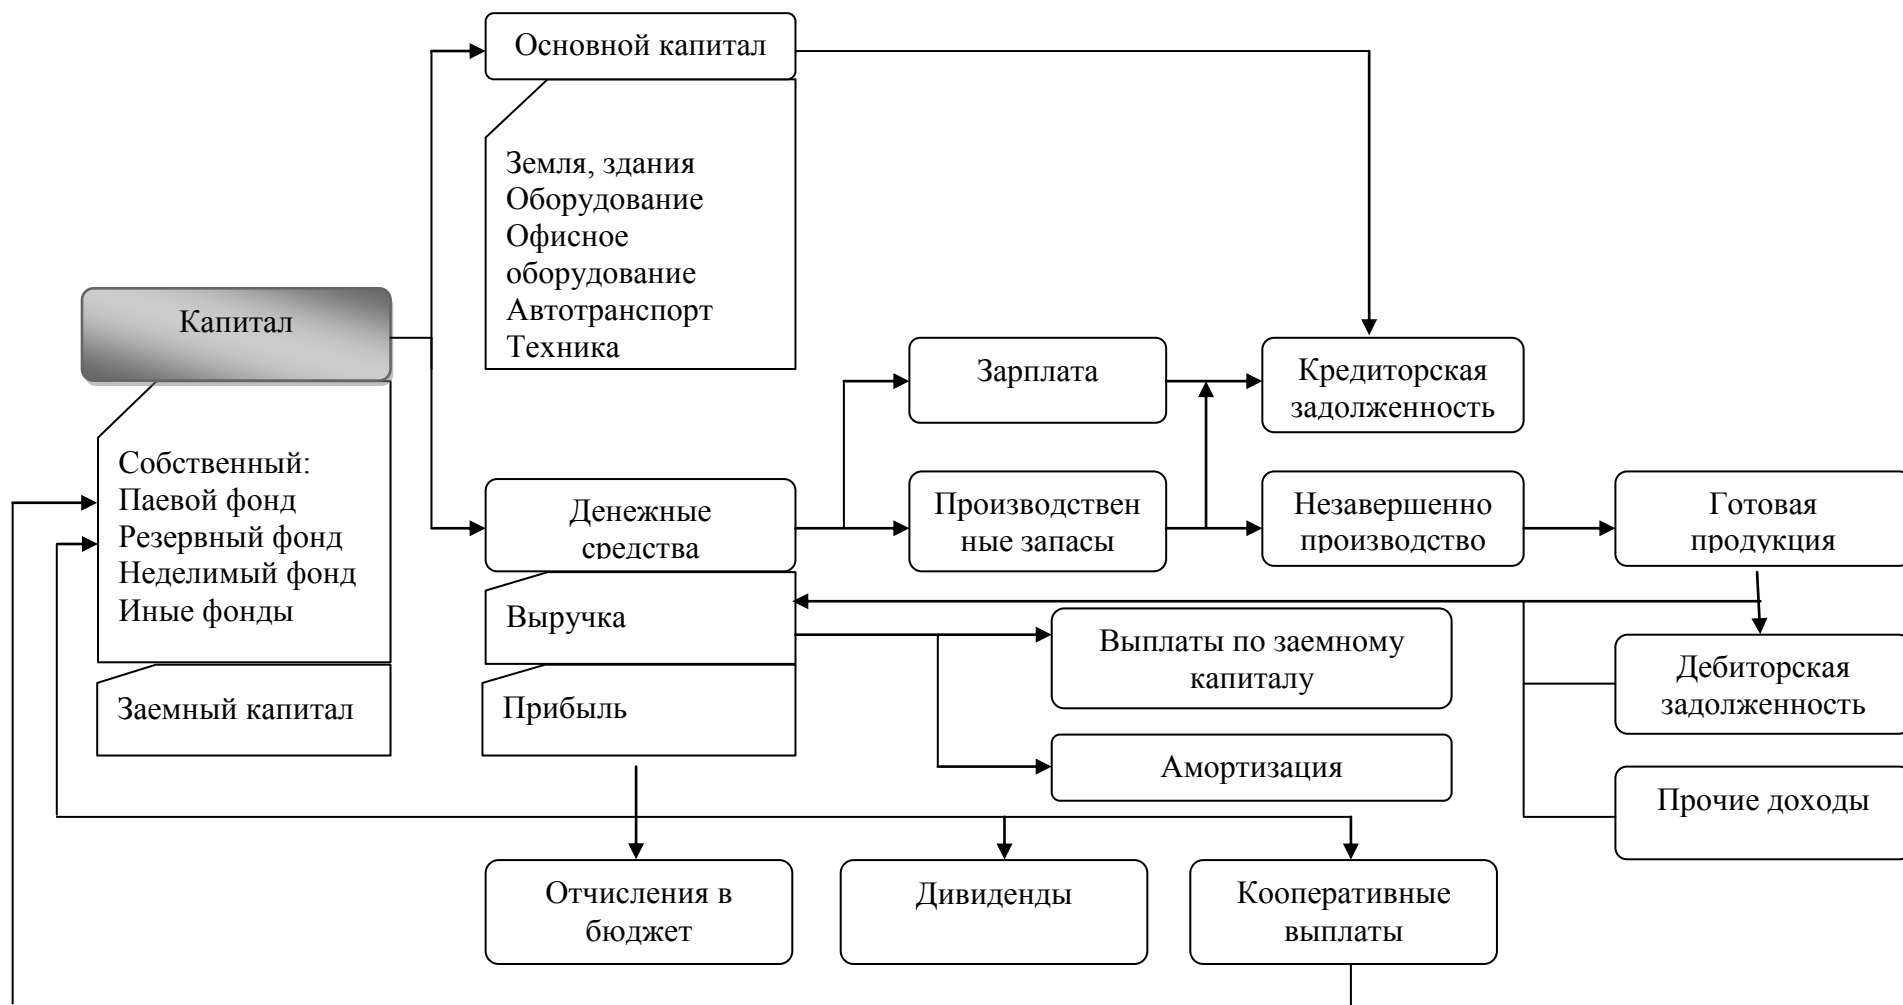 Основной капитал
Земля, здания
Оборудование
Офисное
оборудование
Автотранспорт
Техника
Капитал
Собственный:
Паевой фонд
Резервный фонд
Неделимый фонд
Иные фонды
Заемный капитал
Денежные
средства
Выручка
Прибыль
Зарплата
Кредиторская
задолженность
Производствен
ные запасы
Незавершенно
производство
Готовая
продукция
Выплаты по заемному
капиталу
Амортизация
Дебиторская
задолженность
Прочие доходы
Отчисления в
бюджет
Дивиденды
Кооперативные
выплаты